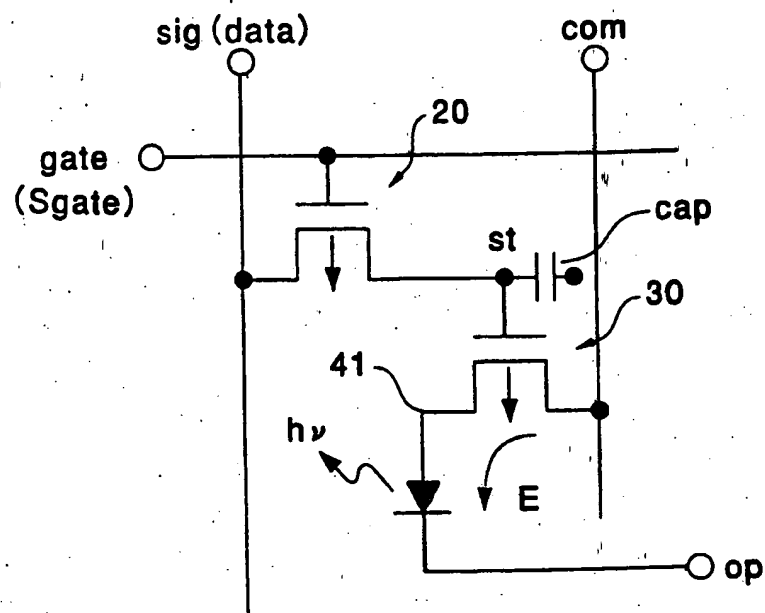 sig (data)
com
20
gate
(Sgate)
cap
st
30
41
hν
E
op